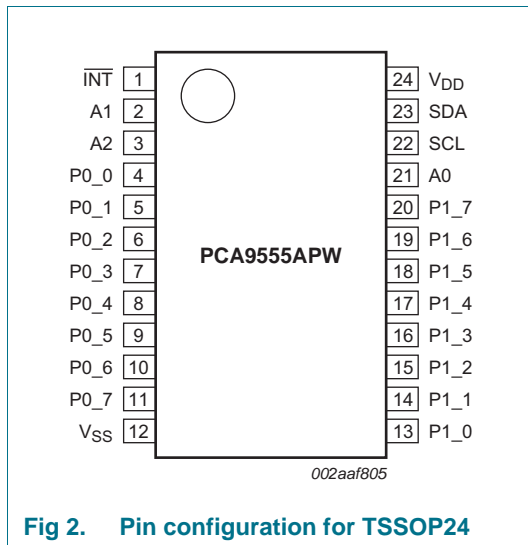 INT 1 24 VDD
A1 2 23 SDA
A2 3 22 SCL
P0_0 4 21 A0
P0_1 5 20 P1_7
P0_2 6 19 P1_6
P0_3 7 PCA9555APW 18 P1_5
P0_4 8 17 P1_4
P0_5 9 16 P1_3
P0_6 10 15 P1_2
P0_7 11 14 P1_1
VSS 12 13 P1_0
002aaf805
Fig 2. Pin configuration for TSSOP24